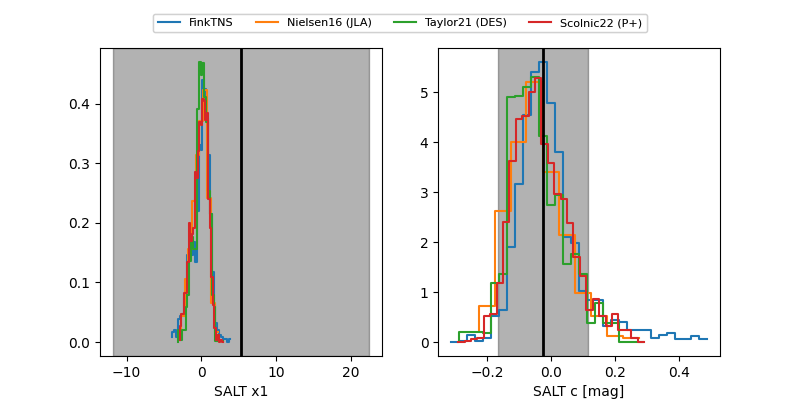 FinkTNS Nielsen16 (JLA) Taylor21 (DES) Scolnic22 (P+)
0.4
0.3
0.2
0.1
0.0
−10 0 10 20
SALT x1
5
4
3
2
1
0
−0.2 0.0 0.2 0.4
SALT c [mag]